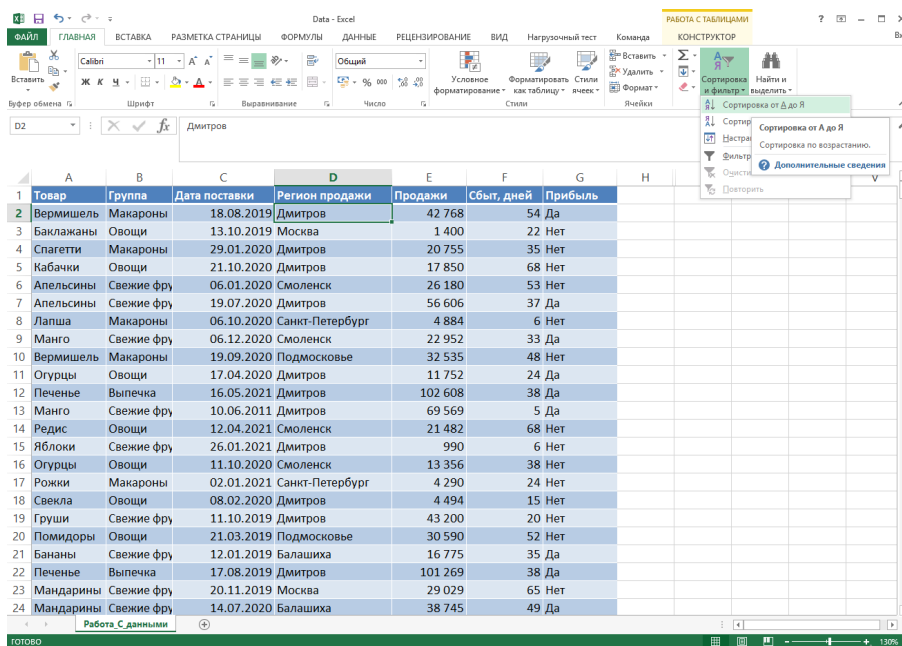 Data - Excel
РАБОТА С ТАБЛИЦАМИ
ФАЙЛ ГЛАВНАЯ ВСТАВКА РАЗМЕТКА СТРАНИЦЫ ФОРМУЛЫ ДАННЫЕ РЕЦЕНЗИРОВАНИЕ ВИД Нагрузочный тест Команда КОНСТРУКТОР
Вставить
Calibri 11
Ж К Ч
Общий
% 000
Условное форматирование
Форматировать как таблицу
Стили ячеек
Вставить
Удалить
Формат
Сортировка и фильтр
Найти и выделить
Буфер обмена Шрифт Выравнивание Число Стили Ячейки
Сортировка от А до Я
Сортир
Настра
Фильтр
Очисти
Повторить
Сортировка от А до Я
Сортировка по возрастанию.
Дополнительные сведения
D2 fx Дмитров
A B C D E F G H
1 Товар Группа Дата поставки Регион продажи Продажи Сбыт, дней Прибыль
2 Вермишель Макароны 18.08.2019 Дмитров 42 768 54 Да
3 Баклажаны Овощи 13.10.2019 Москва 1 400 22 Нет
4 Спагетти Макароны 29.01.2020 Дмитров 20 755 35 Нет
5 Кабачки Овощи 21.10.2020 Дмитров 17 850 68 Нет
6 Апельсины Свежие фру 06.01.2020 Смоленск 26 180 53 Нет
7 Апельсины Свежие фру 19.07.2020 Дмитров 56 606 37 Да
8 Лапша Макароны 06.10.2020 Санкт-Петербург 4 884 6 Нет
9 Манго Свежие фру 06.12.2020 Смоленск 22 952 33 Да
10 Вермишель Макароны 19.09.2020 Подмосковье 32 535 48 Нет
11 Огурцы Овощи 17.04.2020 Дмитров 11 752 24 Да
12 Печенье Выпечка 16.05.2021 Дмитров 102 608 38 Да
13 Манго Свежие фру 10.06.2011 Дмитров 69 569 5 Да
14 Редис Овощи 12.04.2021 Смоленск 21 482 68 Нет
15 Яблоки Свежие фру 26.01.2021 Дмитров 990 6 Нет
16 Огурцы Овощи 11.10.2020 Смоленск 13 356 38 Нет
17 Рожки Макароны 02.01.2021 Санкт-Петербург 4 290 24 Нет
18 Свекла Овощи 08.02.2020 Дмитров 4 494 15 Нет
19 Груши Свежие фру 11.10.2019 Дмитров 43 200 20 Нет
20 Помидоры Овощи 21.03.2019 Подмосковье 30 590 52 Нет
21 Бананы Свежие фру 12.01.2019 Балашиха 16 775 35 Да
22 Печенье Выпечка 17.08.2019 Дмитров 101 269 38 Да
23 Мандарины Свежие фру 20.11.2019 Москва 29 029 65 Нет
24 Мандарины Свежие фру 14.07.2020 Балашиха 38 745 49 Да
Работа_С_данными
ГОТОВО 130%